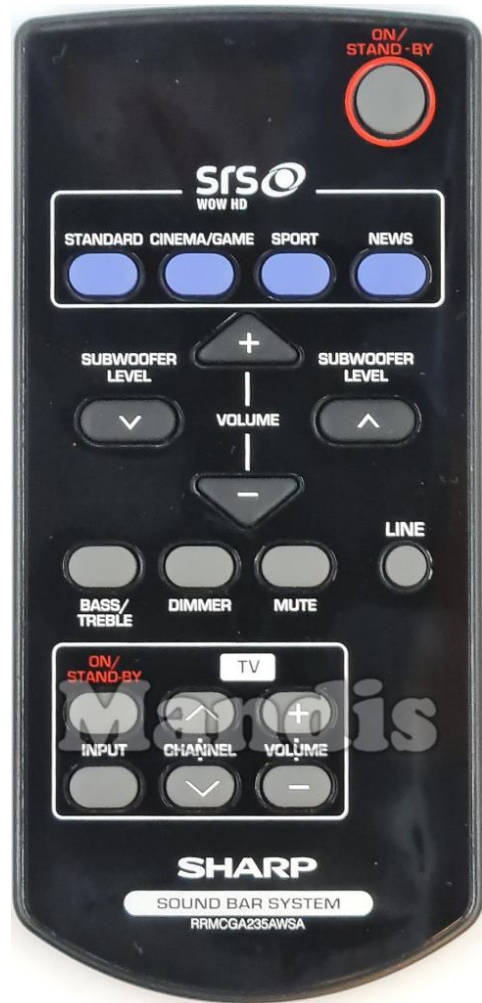 ON/
STAND-BY
SRS
WOW HD
STANDARD CINEMA/GAME SPORT NEWS
+
SUBWOOFER
LEVEL
SUBWOOFER
LEVEL
VOLUME
-
LINE
BASS/
TREBLE
DIMMER MUTE
ON/
STAND-BY
TV
Mandis
+
INPUT CHANNEL VOLUME
-
SHARP
SOUND BAR SYSTEM
RRMCGA235AWSA